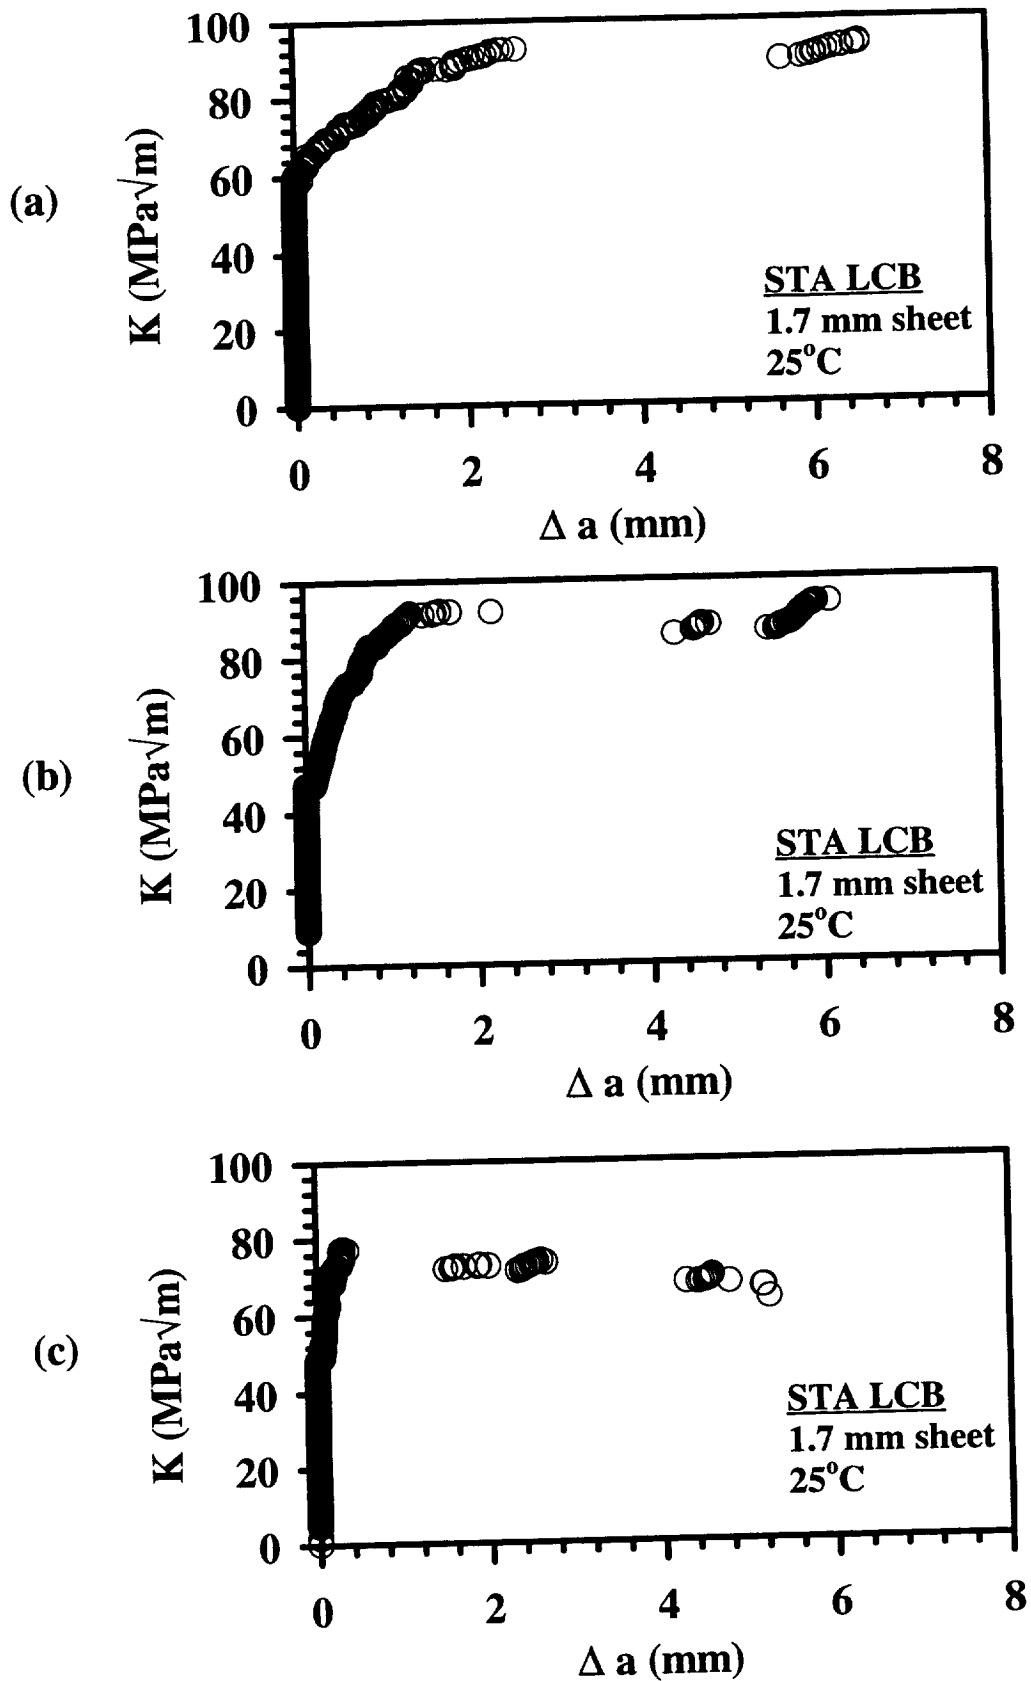 (a)
K (MPa√m)
100
80
60
40
20
0
STA LCB
1.7 mm sheet
25°C
0 2 4 6 8
Δ a (mm)
(b)
K (MPa√m)
100
80
60
40
20
0
STA LCB
1.7 mm sheet
25°C
0 2 4 6 8
Δ a (mm)
(c)
K (MPa√m)
100
80
60
40
20
0
STA LCB
1.7 mm sheet
25°C
0 2 4 6 8
Δ a (mm)